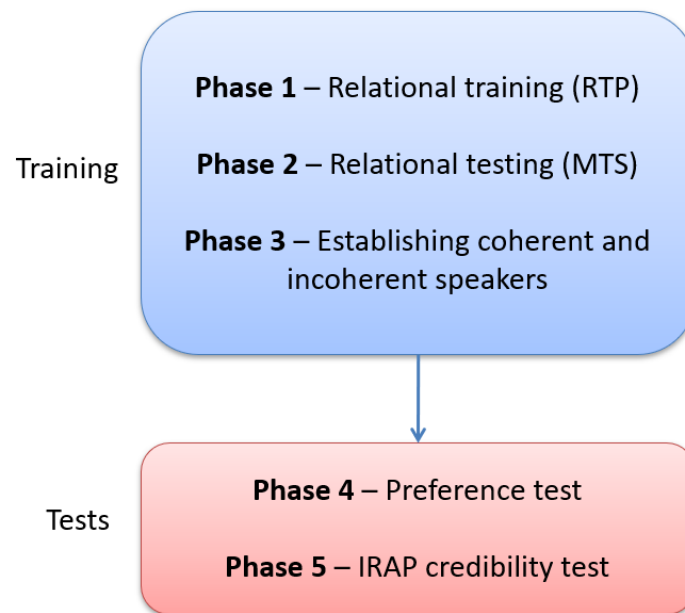 Training
Phase 1 – Relational training (RTP)
Phase 2 – Relational testing (MTS)
Phase 3 – Establishing coherent and
incoherent speakers
Tests
Phase 4 – Preference test
Phase 5 – IRAP credibility test